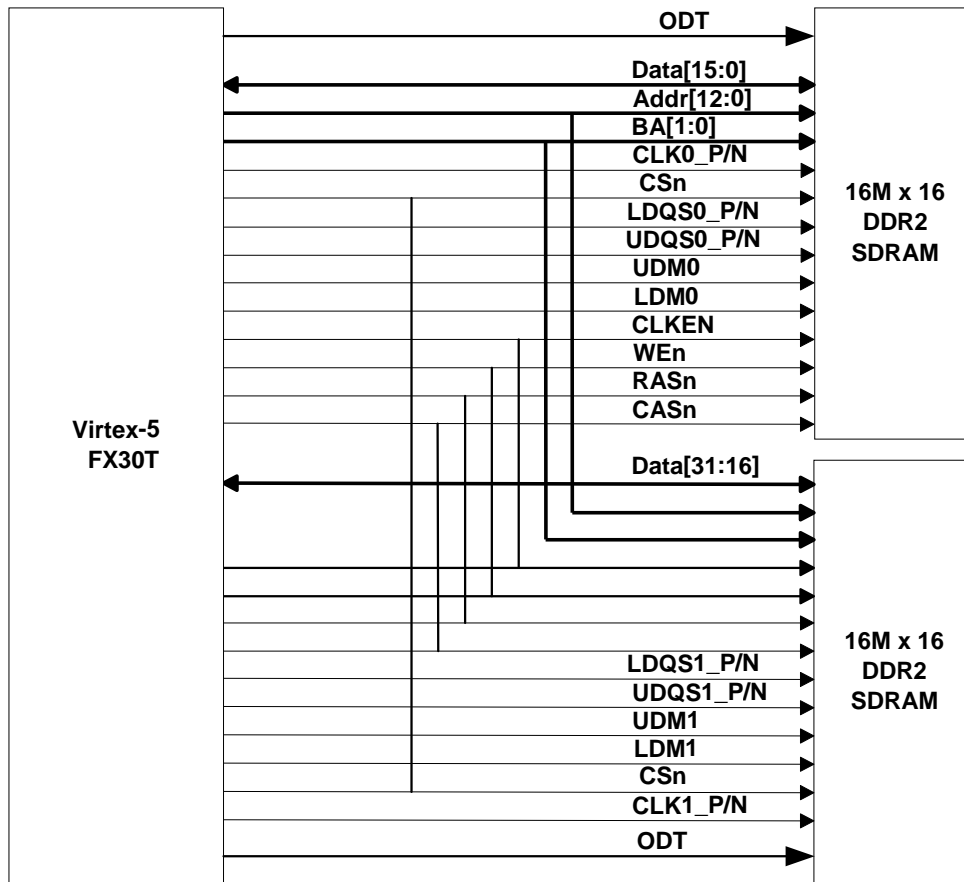 ODT
Data[15:0]
Addr[12:0]
BA[1:0]
CLK0_P/N
CSn
LDQS0_P/N
UDQS0_P/N
UDM0
LDM0
CLKEN
WEn
RASn
CASn
16M x 16
DDR2
SDRAM
Virtex-5
FX30T
Data[31:16]
LDQS1_P/N
UDQS1_P/N
UDM1
LDM1
CSn
CLK1_P/N
ODT
16M x 16
DDR2
SDRAM